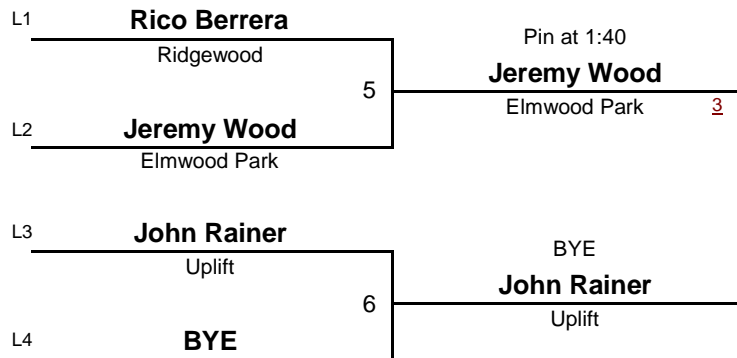 L1 Rico Berrera
Ridgewood
Pin at 1:40
5 Jeremy Wood
Elmwood Park 3
L2 Jeremy Wood
Elmwood Park
L3 John Rainer
Uplift
BYE
6 John Rainer
Uplift
L4 BYE